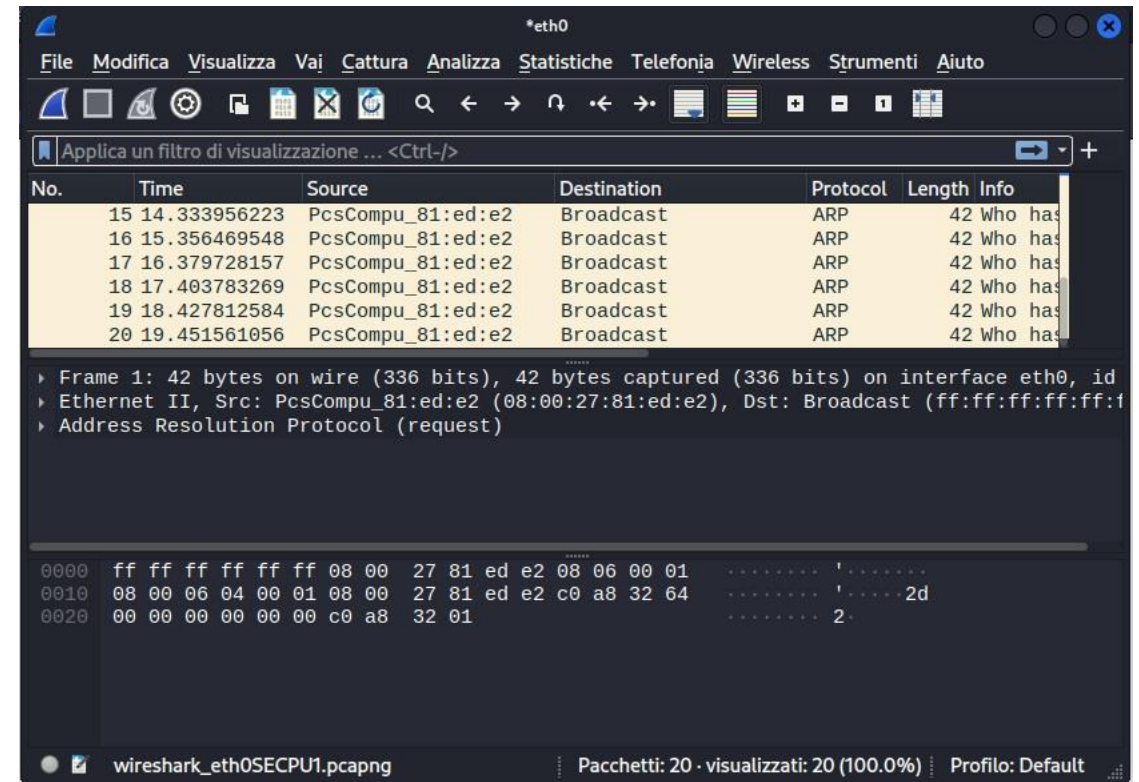 *eth0
File Modifica Visualizza Vai Cattura Analizza Statistiche Telefonia Wireless Strumenti Aiuto
Applica un filtro di visualizzazione … <Ctrl-/>
No. Time Source Destination Protocol Length Info
15 14.333956223 PcsCompu_81:ed:e2 Broadcast ARP 42 Who has
16 15.356469548 PcsCompu_81:ed:e2 Broadcast ARP 42 Who has
17 16.379728157 PcsCompu_81:ed:e2 Broadcast ARP 42 Who has
18 17.403783269 PcsCompu_81:ed:e2 Broadcast ARP 42 Who has
19 18.427812584 PcsCompu_81:ed:e2 Broadcast ARP 42 Who has
20 19.451561056 PcsCompu_81:ed:e2 Broadcast ARP 42 Who has
Frame 1: 42 bytes on wire (336 bits), 42 bytes captured (336 bits) on interface eth0, id
Ethernet II, Src: PcsCompu_81:ed:e2 (08:00:27:81:ed:e2), Dst: Broadcast (ff:ff:ff:ff:ff:f
Address Resolution Protocol (request)
0000 ff ff ff ff ff ff 08 00 27 81 ed e2 08 06 00 01 ········ '·······
0010 08 00 06 04 00 01 08 00 27 81 ed e2 c0 a8 32 64 ········ '·····2d
0020 00 00 00 00 00 00 c0 a8 32 01 ········ 2·
wireshark_eth0SECPU1.pcapng Pacchetti: 20 · visualizzati: 20 (100.0%) Profilo: Default